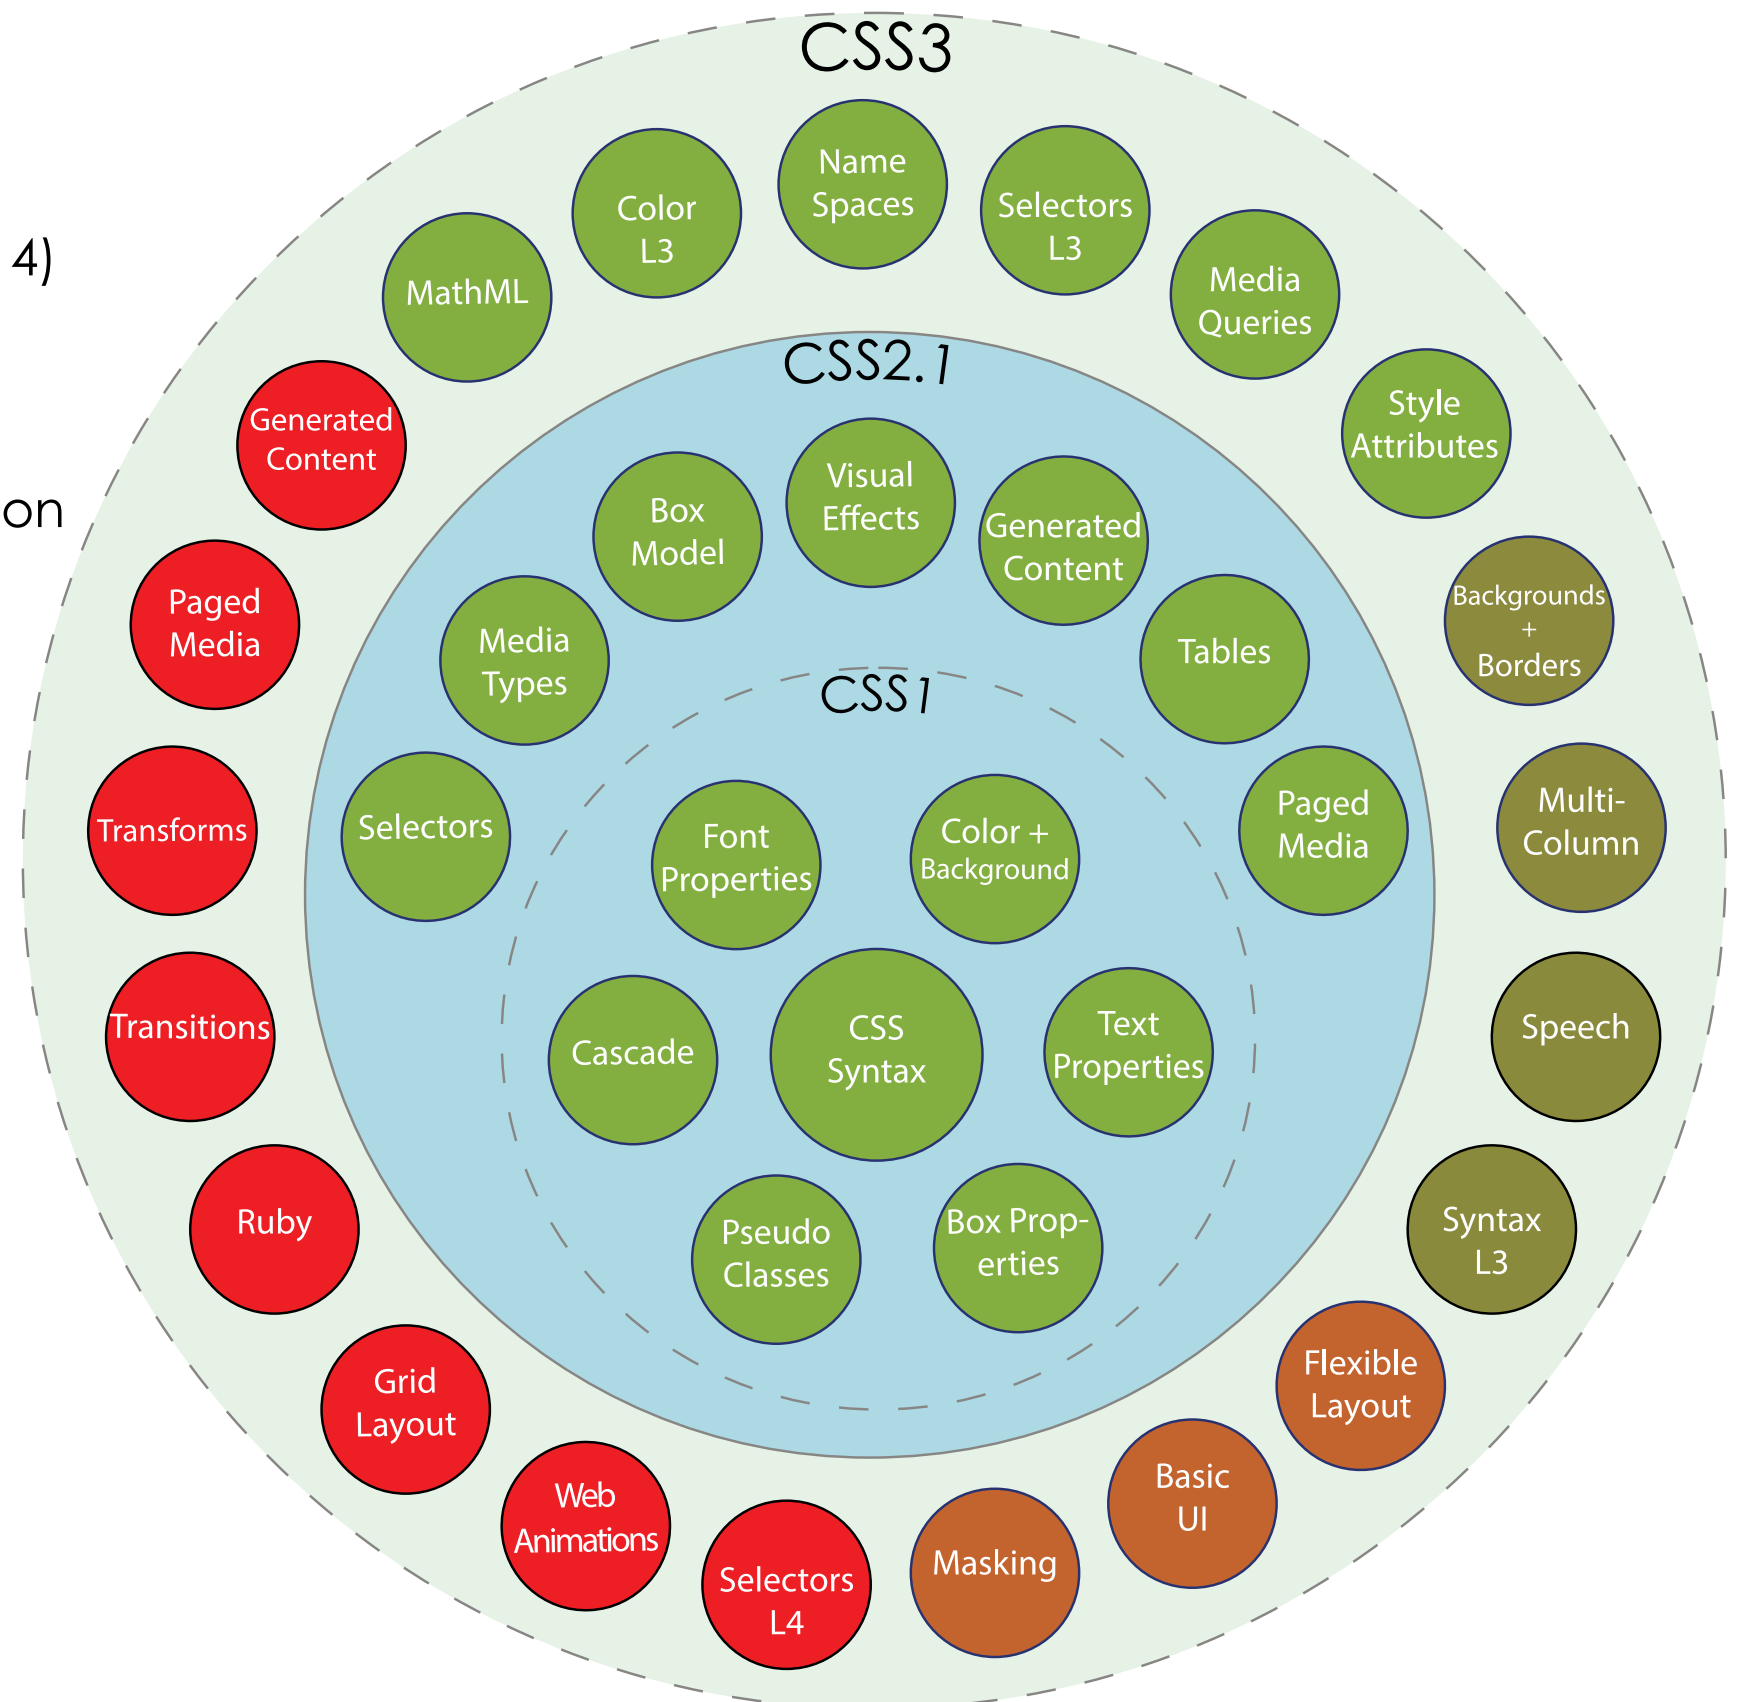 CSS3
Name
Spaces
Selectors
L3
Media
Queries
Style
Attributes
Backgrounds
+
Borders
Multi-
Column
Speech
Syntax
L3
Flexible
Layout
Basic
UI
Masking
Selectors
L4
Web
Animations
Grid
Layout
Ruby
Transitions
Transforms
Paged
Media
Generated
Content
MathML
Color
L3
4)
on
CSS2.1
Visual
Effects
Generated
Content
Tables
Paged
Media
Box
Model
Media
Types
Selectors
CSS1
Font
Properties
Color +
Background
Cascade
CSS
Syntax
Text
Properties
Pseudo
Classes
Box Prop-
erties